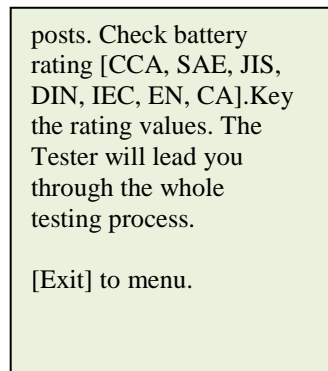 posts. Check battery
rating [CCA, SAE, JIS,
DIN, IEC, EN, CA].Key
the rating values. The
Tester will lead you
through the whole
testing process.
[Exit] to menu.